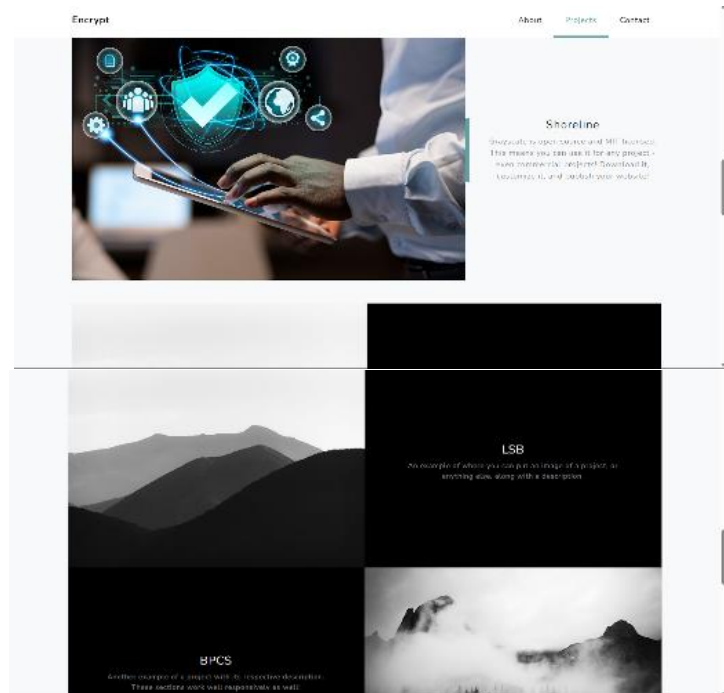 Encrypt
About Projects Contact
Shoreline
Grayscale is open source and MIT licensed.
This means you can use it for any project -
even commercial projects! Download it,
customize it, and publish your website!
LSB
An example of where you can put an image of a project, or
anything else, along with a description.
BPCS
Another example of a project with its respective description.
These sections work well responsively as well!